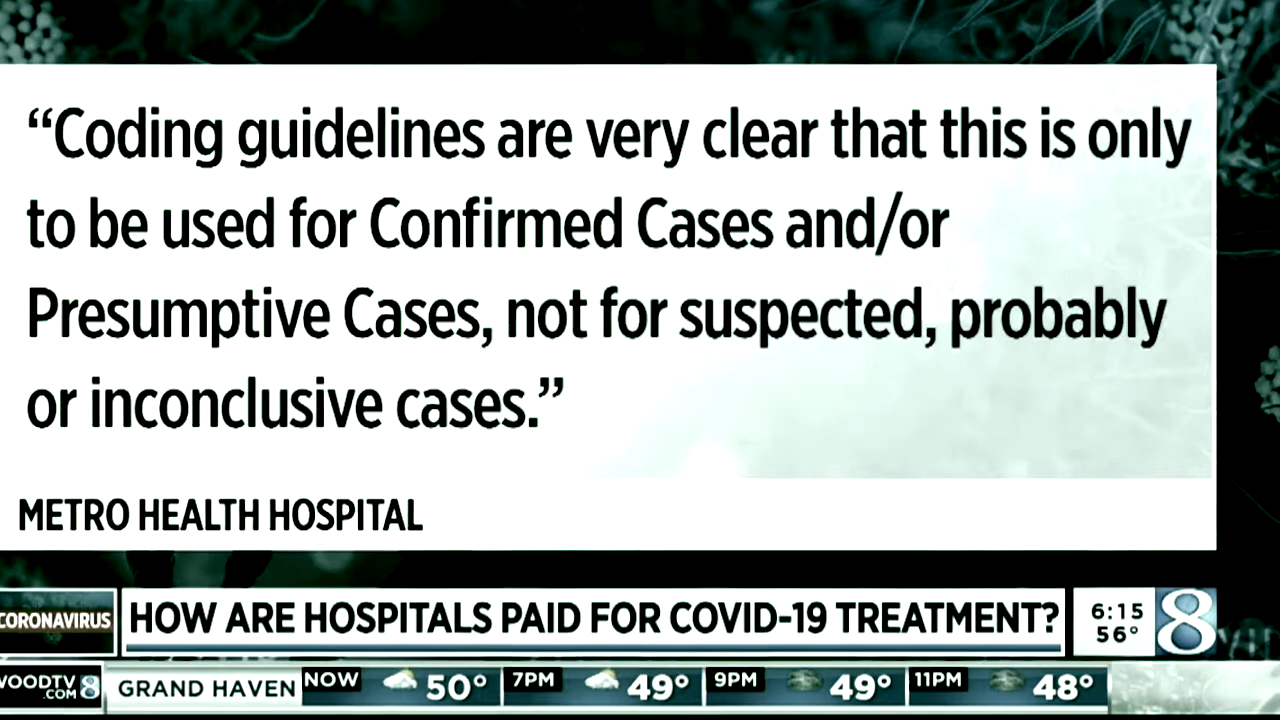 “Coding guidelines are very clear that this is only
to be used for Confirmed Cases and/or
Presumptive Cases, not for suspected, probably
or inconclusive cases.”
METRO HEALTH HOSPITAL
CORONAVIRUS
HOW ARE HOSPITALS PAID FOR COVID-19 TREATMENT?
6:15
56°
8
WOODTV
.COM 8
GRAND HAVEN
NOW 50°
7PM 49°
9PM 49°
11PM 48°